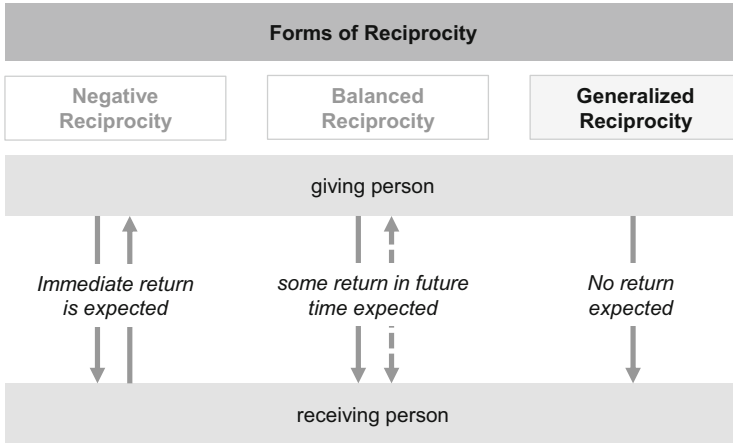 Forms of Reciprocity
Negative
Reciprocity
Balanced
Reciprocity
Generalized
Reciprocity
giving person
Immediate return
is expected
some return in future
time expected
No return
expected
receiving person